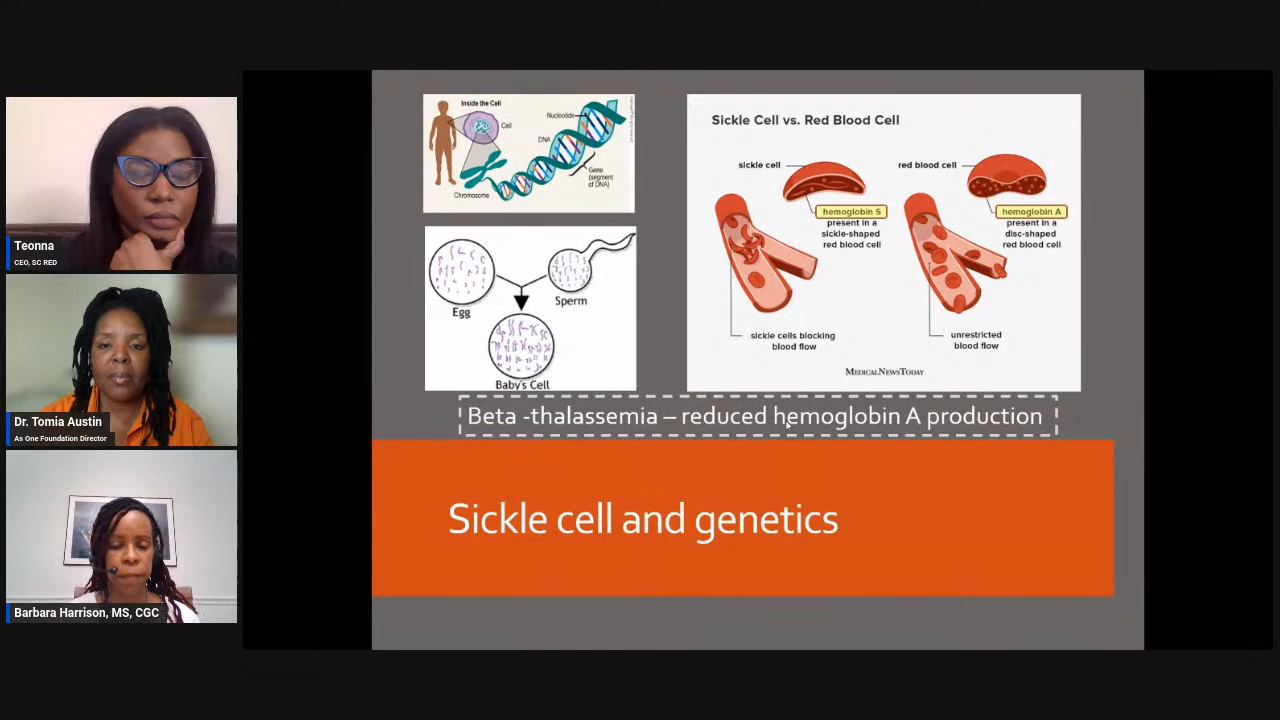 Teonna
CEO, SC RED
Dr. Tomia Austin
As One Foundation Director
Barbara Harrison, MS, CGC
Inside the Cell
Cell
Nucleotide
DNA
Gene
(segment
of DNA)
Chromosome
Egg
Sperm
Baby's Cell
Sickle Cell vs. Red Blood Cell
sickle cell
hemoglobin S
present in a
sickle-shaped
red blood cell
sickle cells blocking
blood flow
red blood cell
hemoglobin A
present in a
disc-shaped
red blood cell
unrestricted
blood flow
MEDICALNEWSTODAY
Beta -thalassemia – reduced hemoglobin A production
Sickle cell and genetics